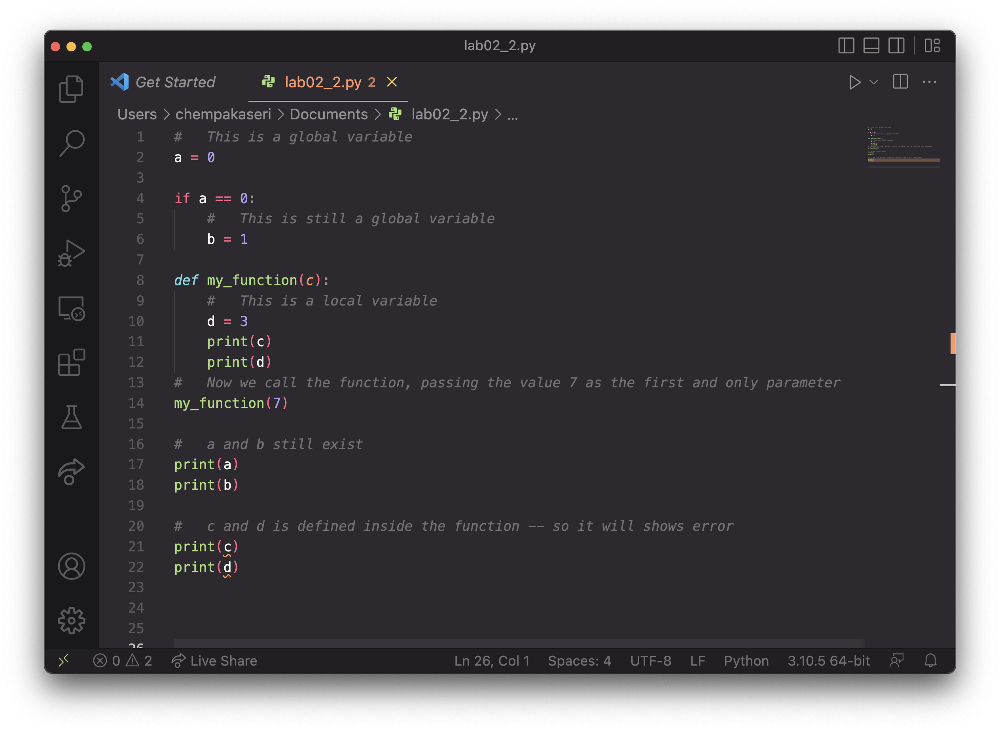 lab02_2.py
Get Started lab02_2.py 2
Users > chempakaseri > Documents > lab02_2.py > ...
1 #   This is a global variable
2 a = 0
3
4 if a == 0:
5     #   This is still a global variable
6     b = 1
7
8 def my_function(c):
9     #   This is a local variable
10     d = 3
11     print(c)
12     print(d)
13 #   Now we call the function, passing the value 7 as the first and only parameter
14 my_function(7)
15
16 #   a and b still exist
17 print(a)
18 print(b)
19
20 #   c and d is defined inside the function -- so it will shows error
21 print(c)
22 print(d)
23
24
25
26
0 2 Live Share Ln 26, Col 1 Spaces: 4 UTF-8 LF Python 3.10.5 64-bit